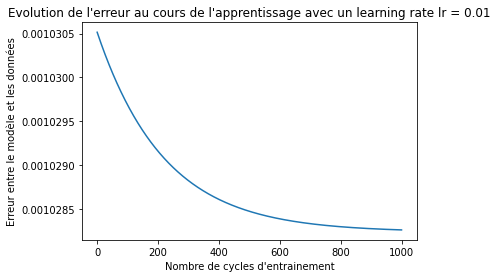 Evolution de l'erreur au cours de l'apprentissage avec un learning rate lr = 0.01
Erreur entre le modèle et les données
0.0010305
0.0010300
0.0010295
0.0010290
0.0010285
0 200 400 600 800 1000
Nombre de cycles d'entrainement